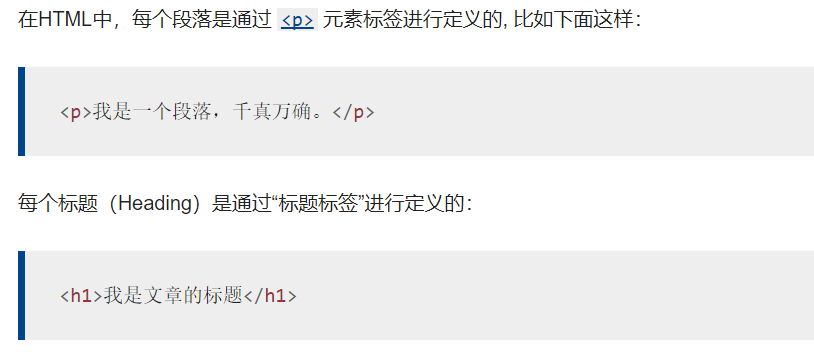 在HTML中，每个段落是通过 <p> 元素标签进行定义的, 比如下面这样：
<p>我是一个段落，千真万确。</p>
每个标题（Heading）是通过“标题标签”进行定义的：
<h1>我是文章的标题</h1>